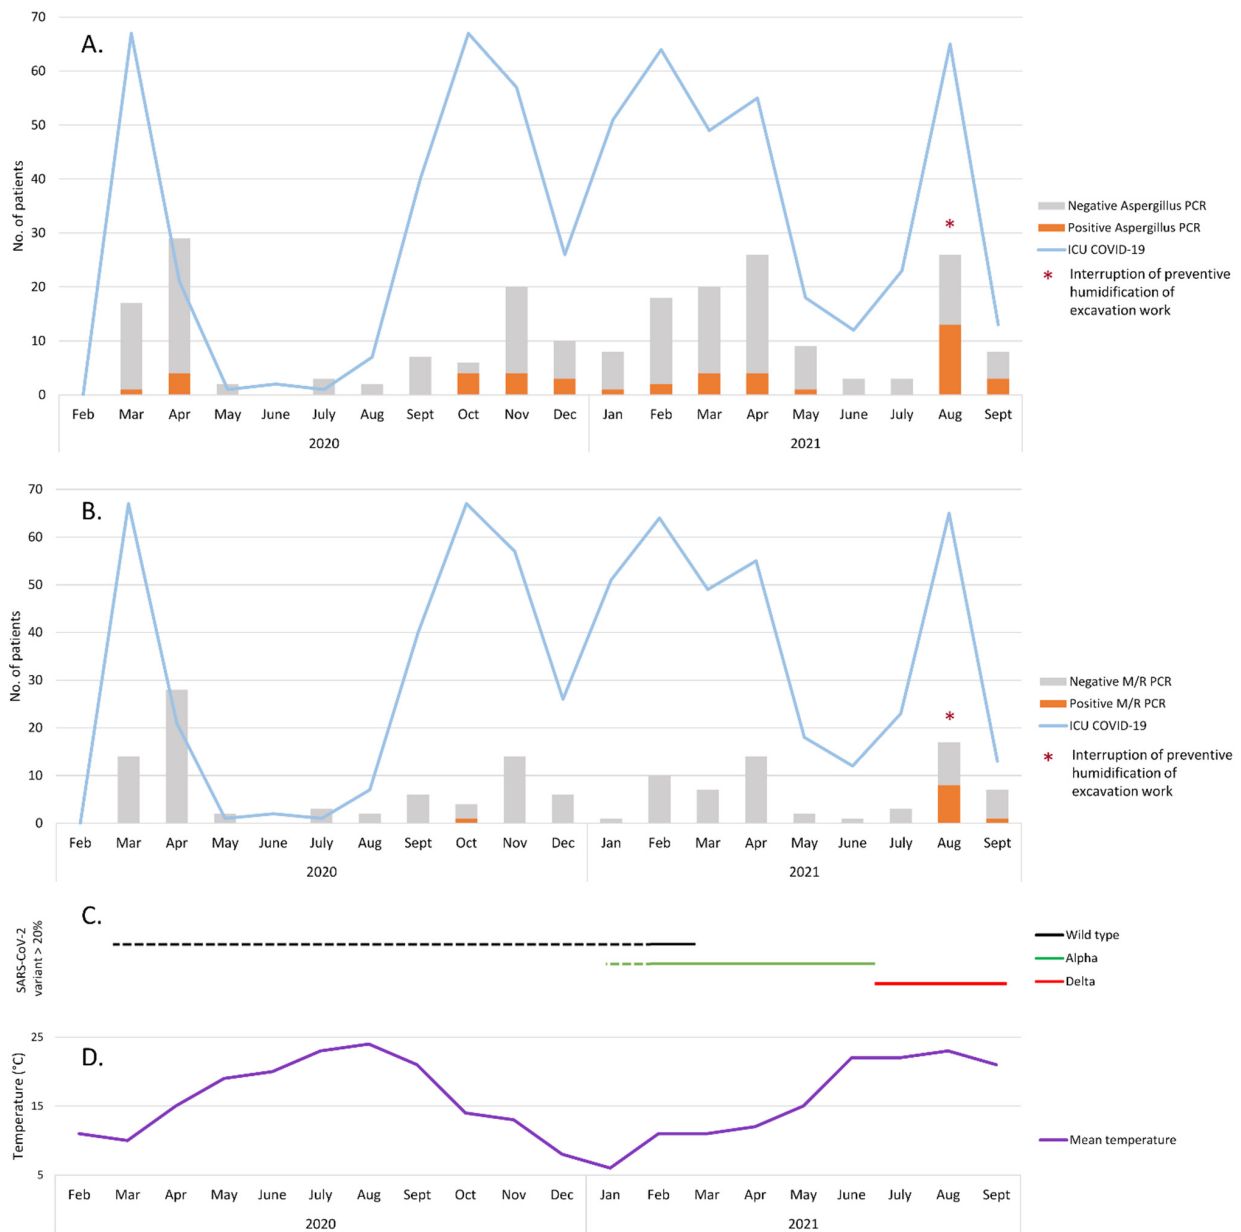 A.
No. of patients
70
60
50
40
30
20
10
0
Feb Mar Apr May June July Aug Sept Oct Nov Dec Jan Feb Mar Apr May June July Aug Sept
2020 2021
*
Negative Aspergillus PCR
Positive Aspergillus PCR
ICU COVID-19
* Interruption of preventive
humidification of
excavation work
B.
No. of patients
70
60
50
40
30
20
10
0
Feb Mar Apr May June July Aug Sept Oct Nov Dec Jan Feb Mar Apr May June July Aug Sept
2020 2021
*
Negative M/R PCR
Positive M/R PCR
ICU COVID-19
* Interruption of preventive
humidification of
excavation work
C.
SARS-CoV-2
variant > 20%
Wild type
Alpha
Delta
D.
Temperature (°C)
25
15
5
Feb Mar Apr May June July Aug Sept Oct Nov Dec Jan Feb Mar Apr May June July Aug Sept
2020 2021
Mean temperature